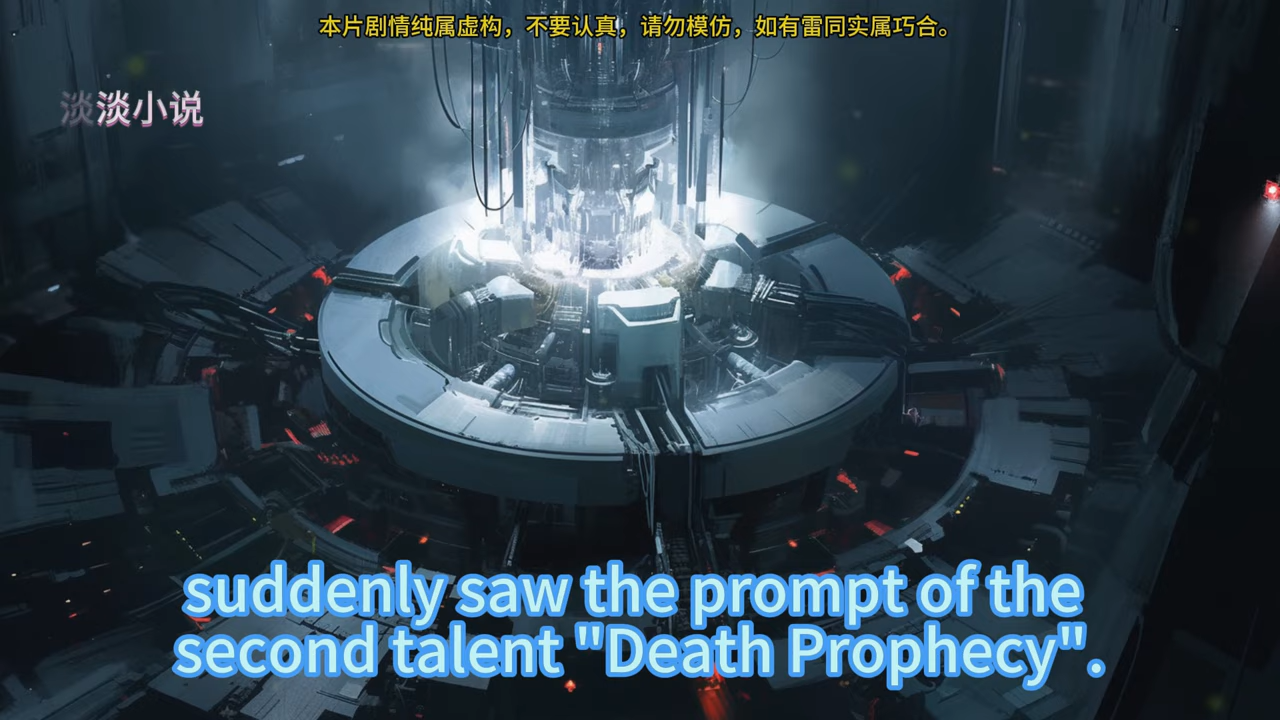 本片剧情纯属虚构，不要认真，请勿模仿，如有雷同实属巧合。
淡淡小说
suddenly saw the prompt of the
second talent "Death Prophecy".